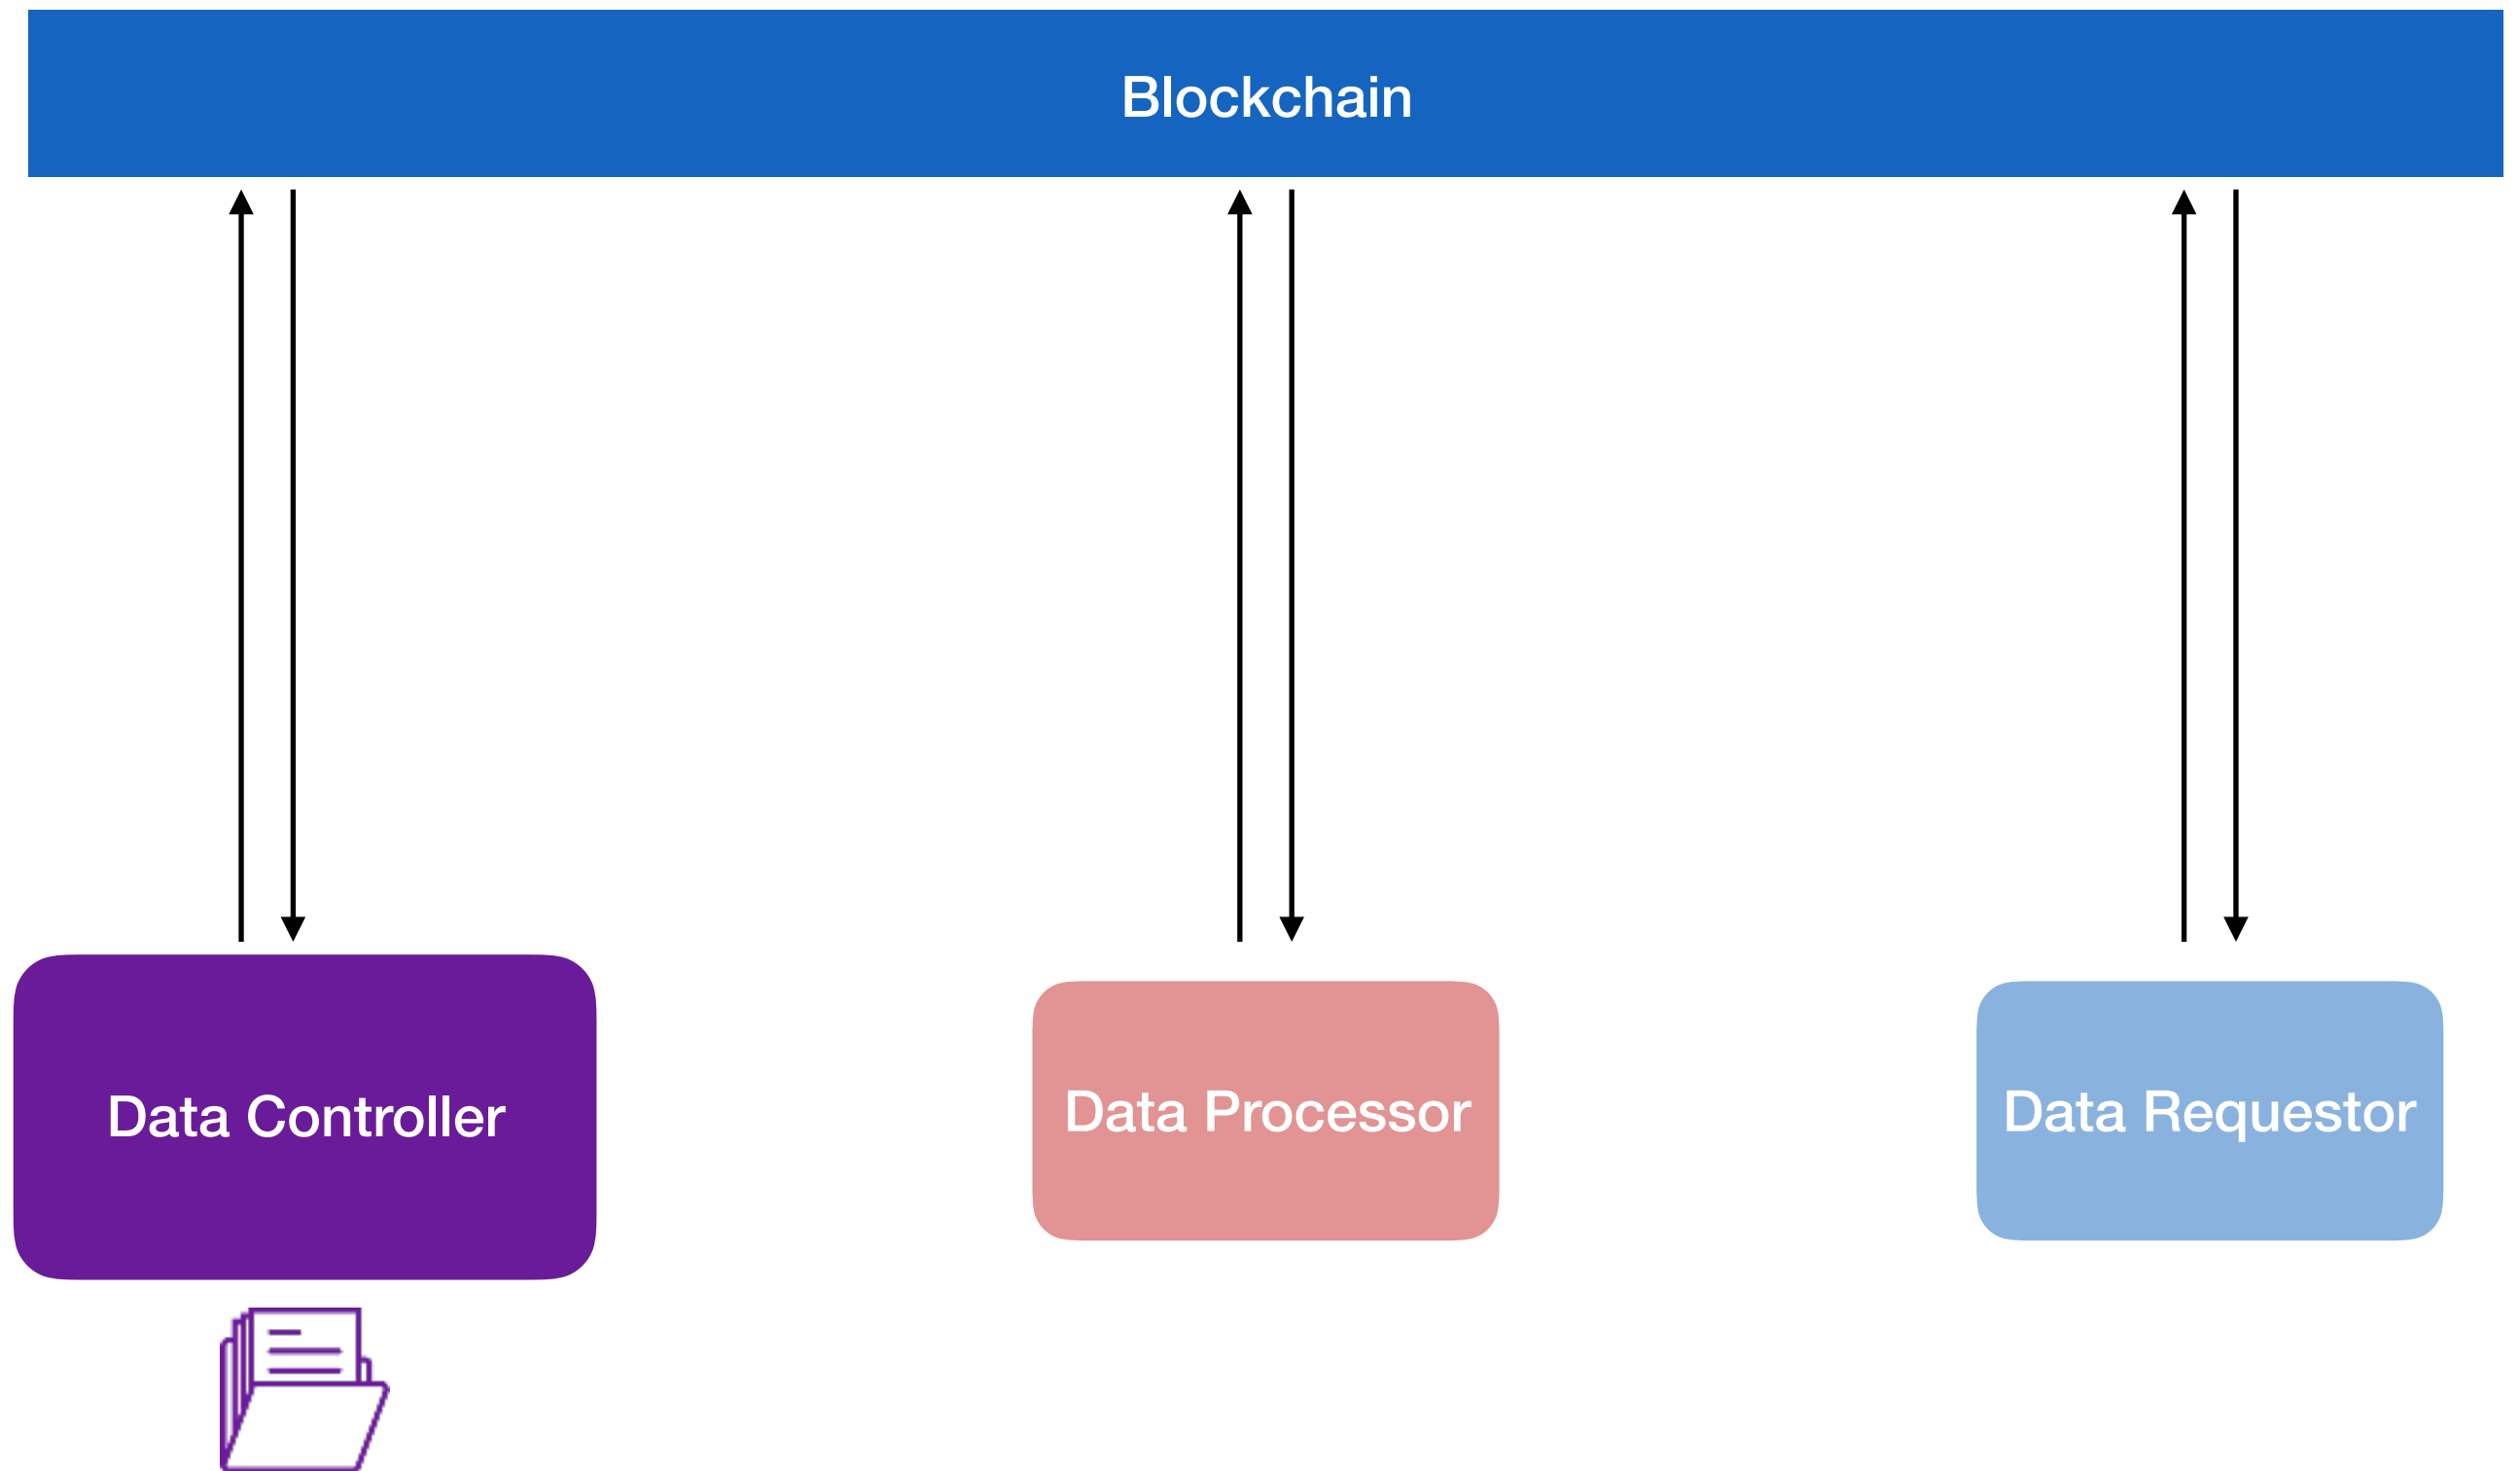 Blockchain
Data Controller
Data Processor
Data Requestor